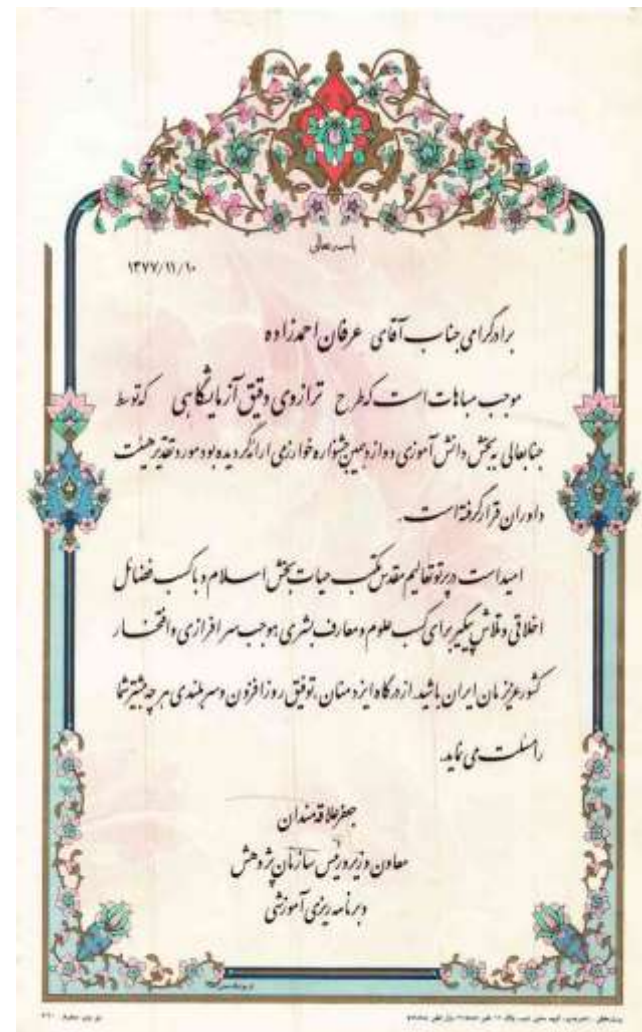 باسمه تعالی
۱۳۷۷/۱۱/۱۰
برادر گرامی جناب آقای عرفان احمدزاده
موجب مباهات است که طرح ترازوی دقیق آزمایشگاهی که توسط
جنابعالی به بخش دانش آموزی دوازدهمین جشنواره خوارزمی ارائه گردیده بود مورد تقدیر هیئت
داوران قرار گرفته است.
امید است در پرتو تعالیم مقدس مکتب حیات بخش اسلام و با کسب فضائل
اخلاقی و تلاش پیگیر برای کسب علوم و معارف بشری موجب سرافرازی و افتخار
کشور عزیزمان ایران باشید. از درگاه ایزد منان توفیق روزافزون و سربلندی هر چه بیشتر شما
را مسئلت می نماید.
جعفر علاقه مندان
معاون وزیر و رئیس سازمان پژوهش
و برنامه ریزی آموزشی